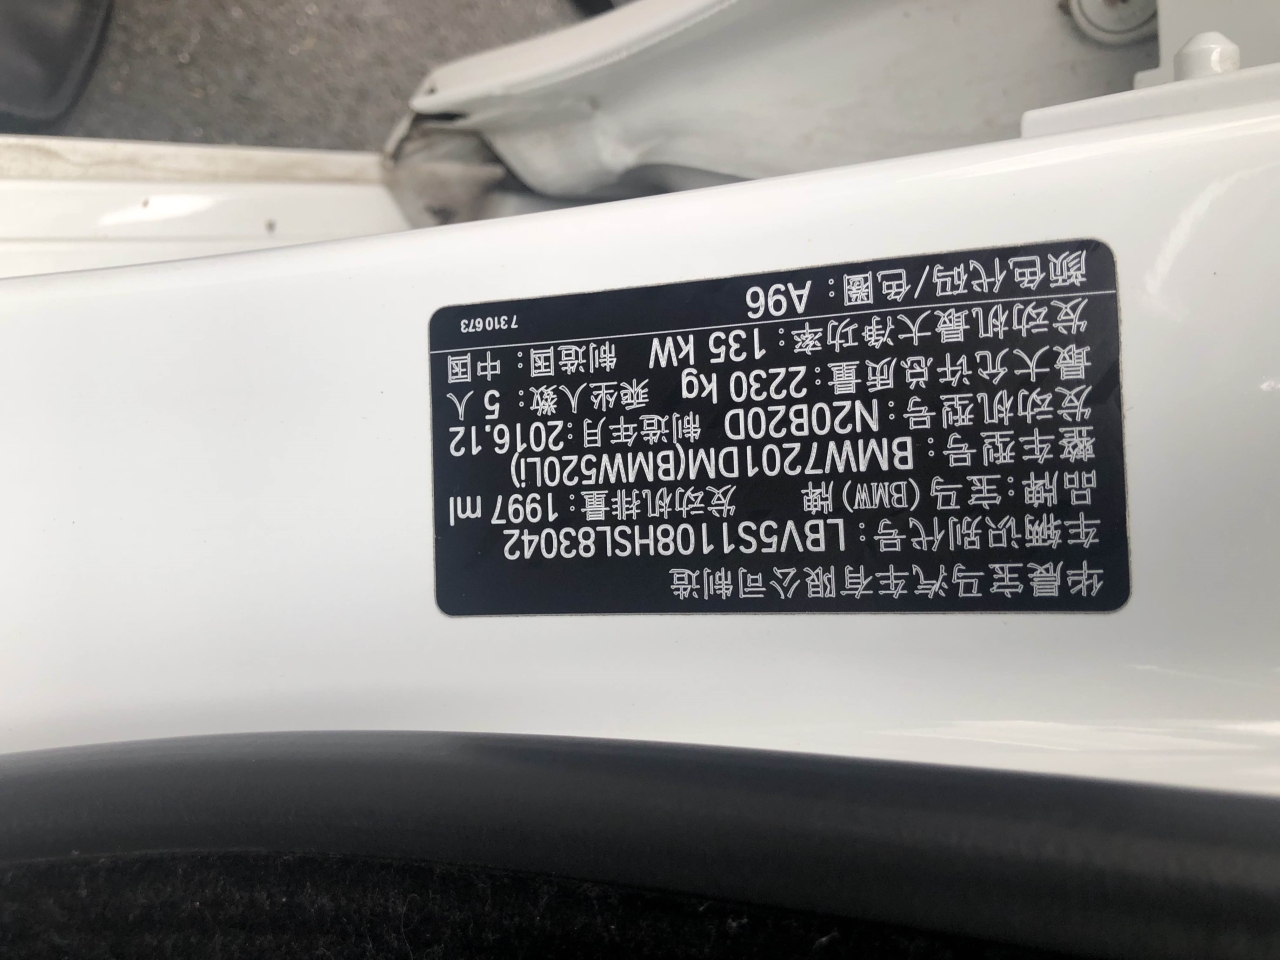 华晨宝马汽车有限公司制造
车辆识别代号：LBV5S1108HSL83042
品牌：宝马（BMW）牌 发动机排量：1997 ml
整车型号：BMW7201DM(BMW520Li)
发动机型号：N20B20D 制造年月：2016.12
最大允许总质量：2230 kg 乘坐人数：5 人
发动机最大净功率：135 kW 制造国：中国
颜色代码/色圈：A96 7 310 673